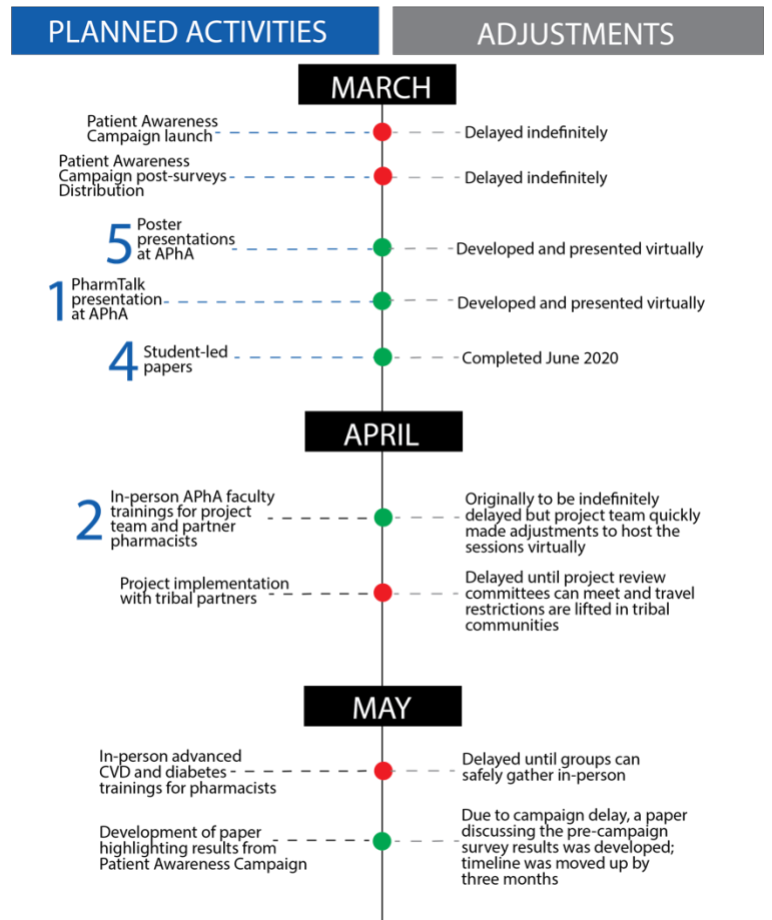 PLANNED ACTIVITIES
ADJUSTMENTS
MARCH
Patient Awareness
Campaign launch
Delayed indefinitely
Patient Awareness
Campaign post-surveys
Distribution
Delayed indefinitely
5 Poster
presentations
at APhA
Developed and presented virtually
1 PharmTalk
presentation
at APhA
Developed and presented virtually
4 Student-led
papers
Completed June 2020
APRIL
2 In-person APhA faculty
trainings for project
team and partner
pharmacists
Originally to be indefinitely
delayed but project team quickly
made adjustments to host the
sessions virtually
Project implementation
with tribal partners
Delayed until project review
committees can meet and travel
restrictions are lifted in tribal
communities
MAY
In-person advanced
CVD and diabetes
trainings for pharmacists
Delayed until groups can
safely gather in-person
Development of paper
highlighting results from
Patient Awareness Campaign
Due to campaign delay, a paper
discussing the pre-campaign
survey results was developed;
timeline was moved up by
three months